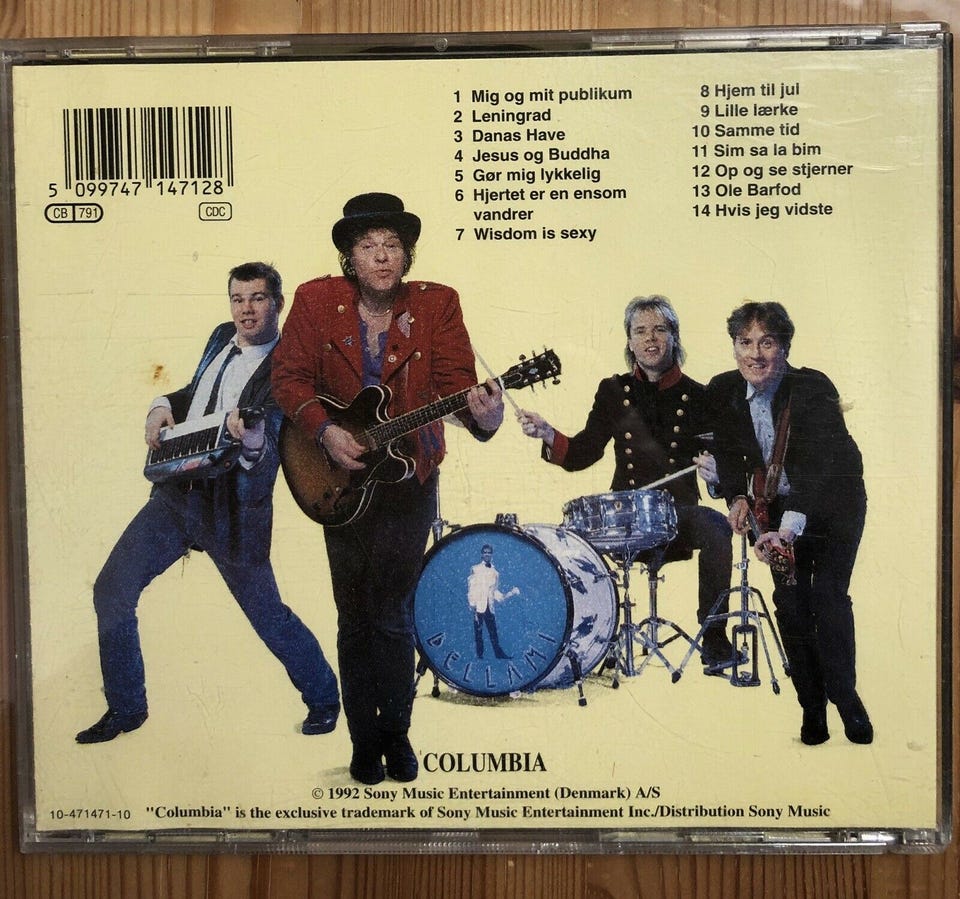 1 Mig og mit publikum
2 Leningrad
3 Danas Have
4 Jesus og Buddha
5 Gør mig lykkelig
6 Hjertet er en ensom
vandrer
7 Wisdom is sexy
8 Hjem til jul
9 Lille lærke
10 Samme tid
11 Sim sa la bim
12 Op og se stjerner
13 Ole Barfod
14 Hvis jeg vidste
5 099747 147128
CB 791
CDC
BELLAMI
COLUMBIA
© 1992 Sony Music Entertainment (Denmark) A/S
10-471471-10 "Columbia" is the exclusive trademark of Sony Music Entertainment Inc./Distribution Sony Music